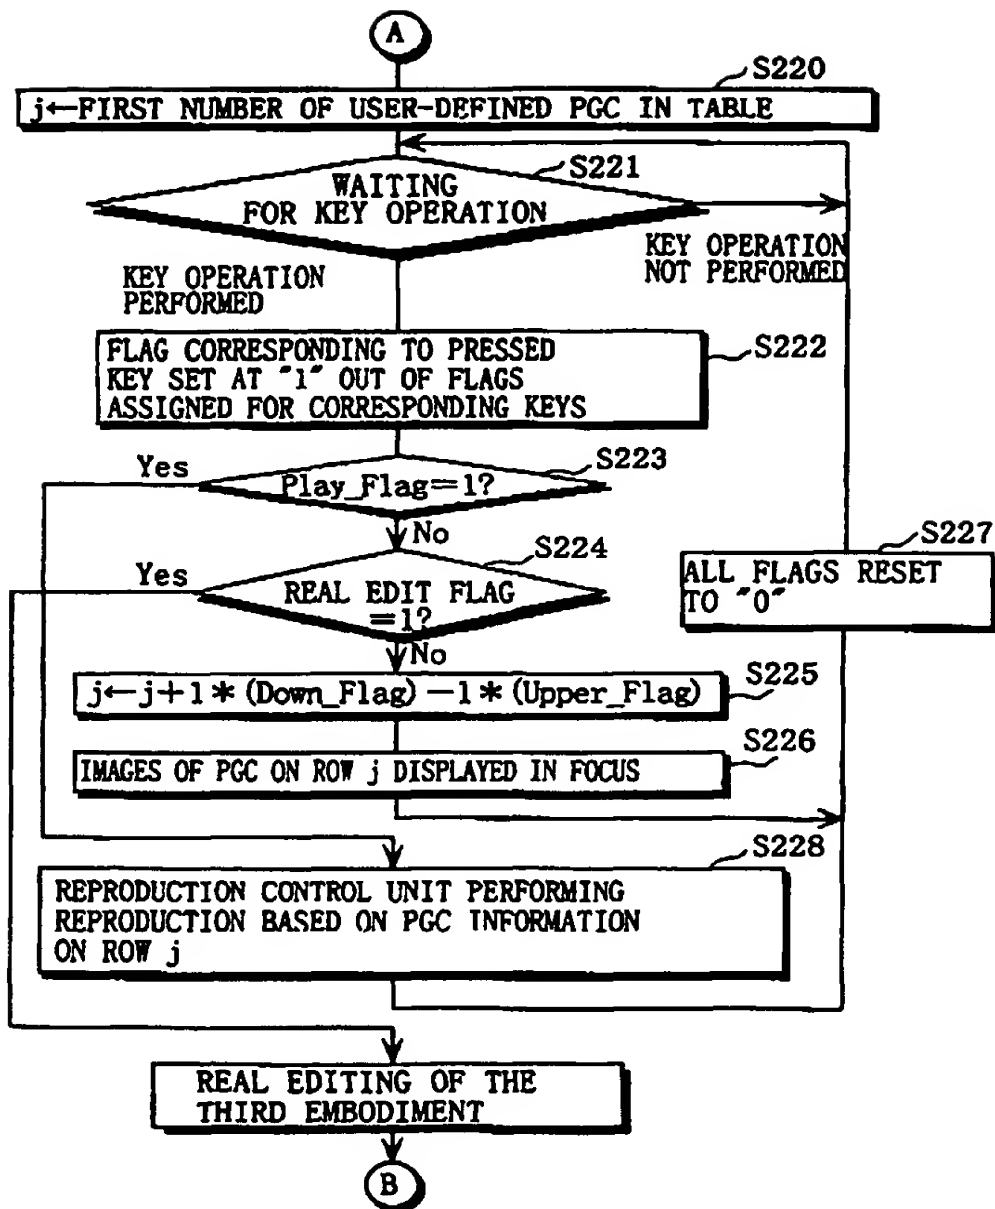 A
S220
j←FIRST NUMBER OF USER-DEFINED PGC IN TABLE
S221
WAITING
FOR KEY OPERATION
KEY OPERATION
NOT PERFORMED
KEY OPERATION
PERFORMED
S222
FLAG CORRESPONDING TO PRESSED
KEY SET AT "1" OUT OF FLAGS
ASSIGNED FOR CORRESPONDING KEYS
S223
Yes
Play_Flag=1?
No
S224
Yes
REAL EDIT FLAG
=1?
No
S227
ALL FLAGS RESET
TO "0"
S225
j←j+1*(Down_Flag)-1*(Upper_Flag)
S226
IMAGES OF PGC ON ROW j DISPLAYED IN FOCUS
S228
REPRODUCTION CONTROL UNIT PERFORMING
REPRODUCTION BASED ON PGC INFORMATION
ON ROW j
REAL EDITING OF THE
THIRD EMBODIMENT
B